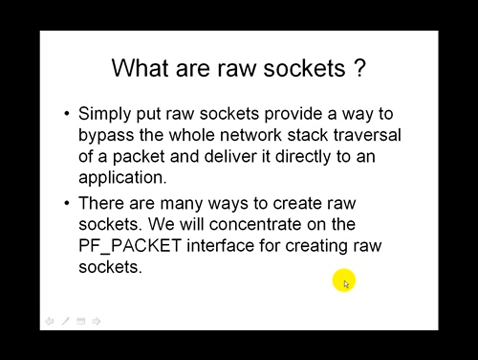 What are raw sockets ?
• Simply put raw sockets provide a way to
bypass the whole network stack traversal
of a packet and deliver it directly to an
application.
• There are many ways to create raw
sockets. We will concentrate on the
PF_PACKET interface for creating raw
sockets.